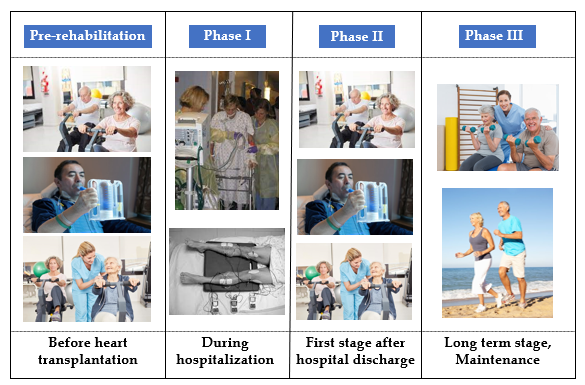 Pre-rehabilitation
Phase I
Phase II
Phase III
Before heart
transplantation
During
hospitalization
First stage after
hospital discharge
Long term stage,
Maintenance